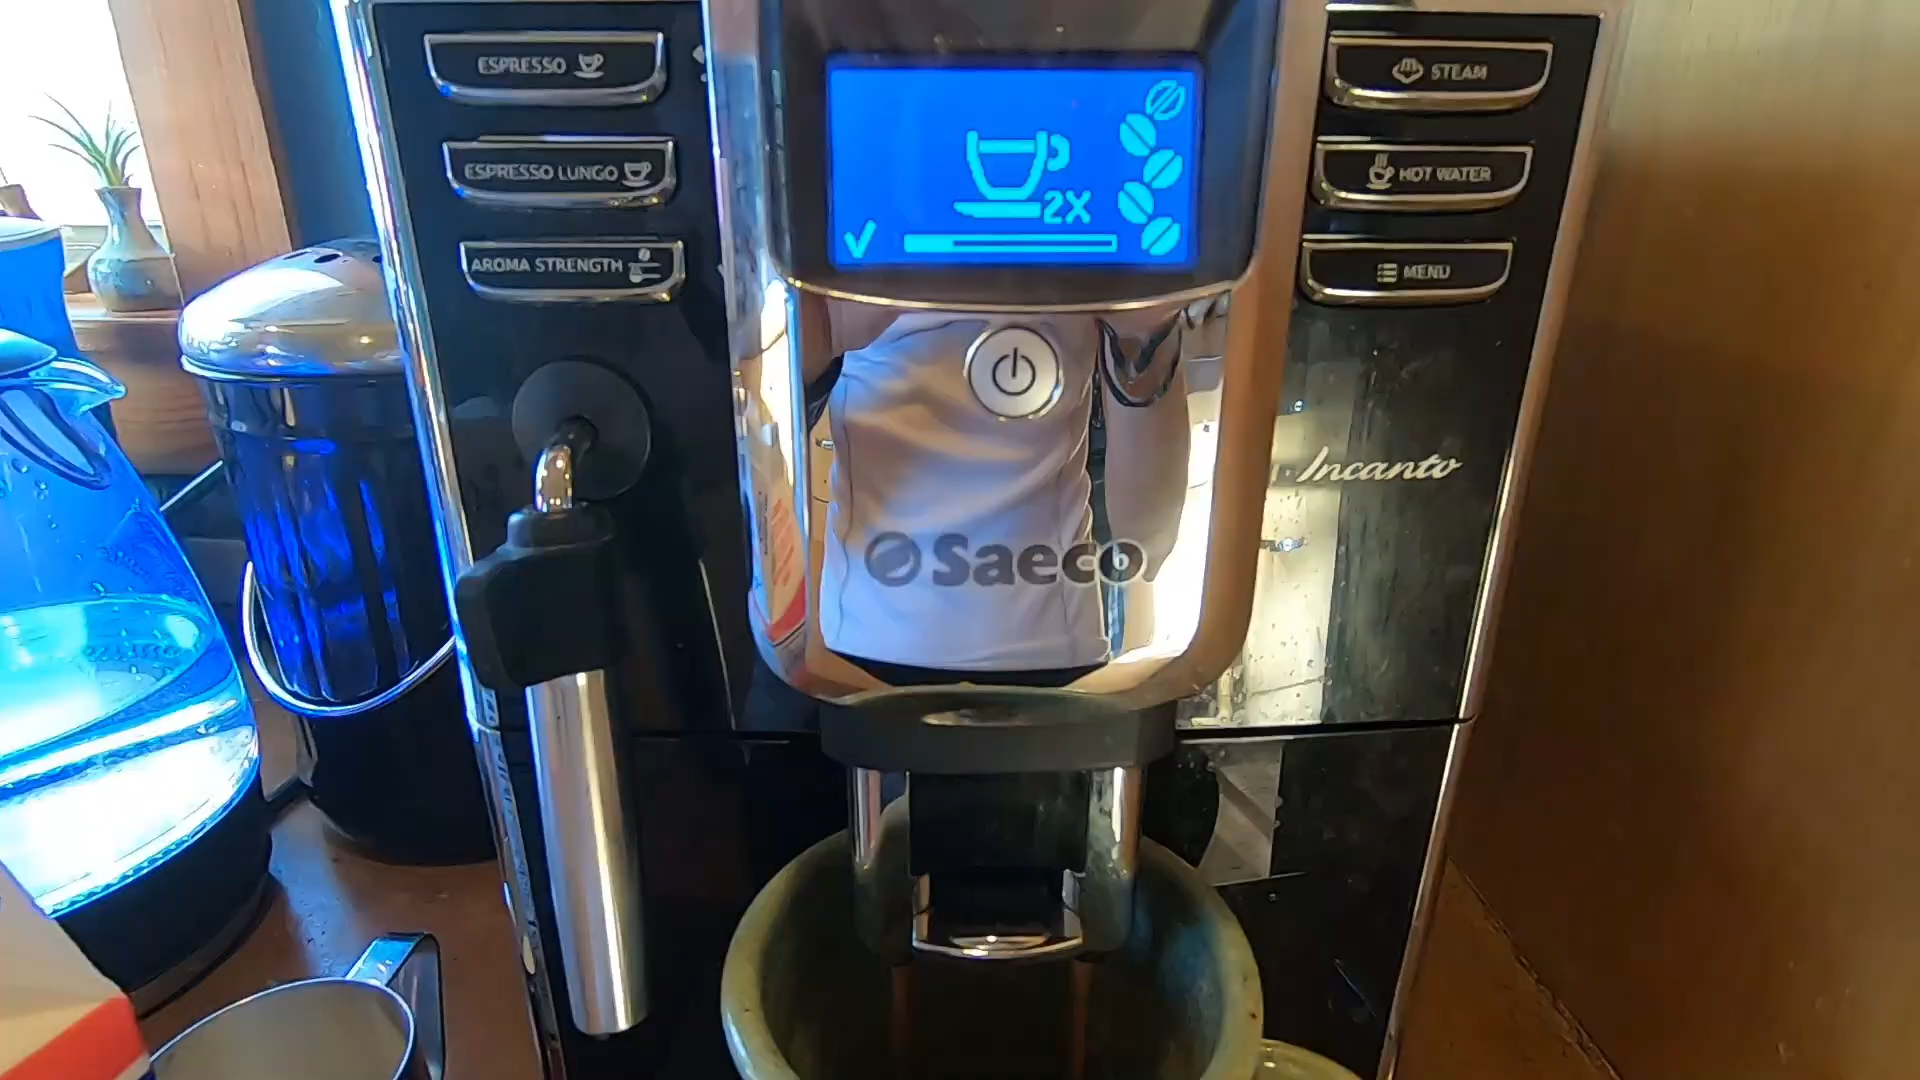 ESPRESSO
ESPRESSO LUNGO
AROMA STRENGTH
2X
STEAM
HOT WATER
MENU
Incanto
Saeco